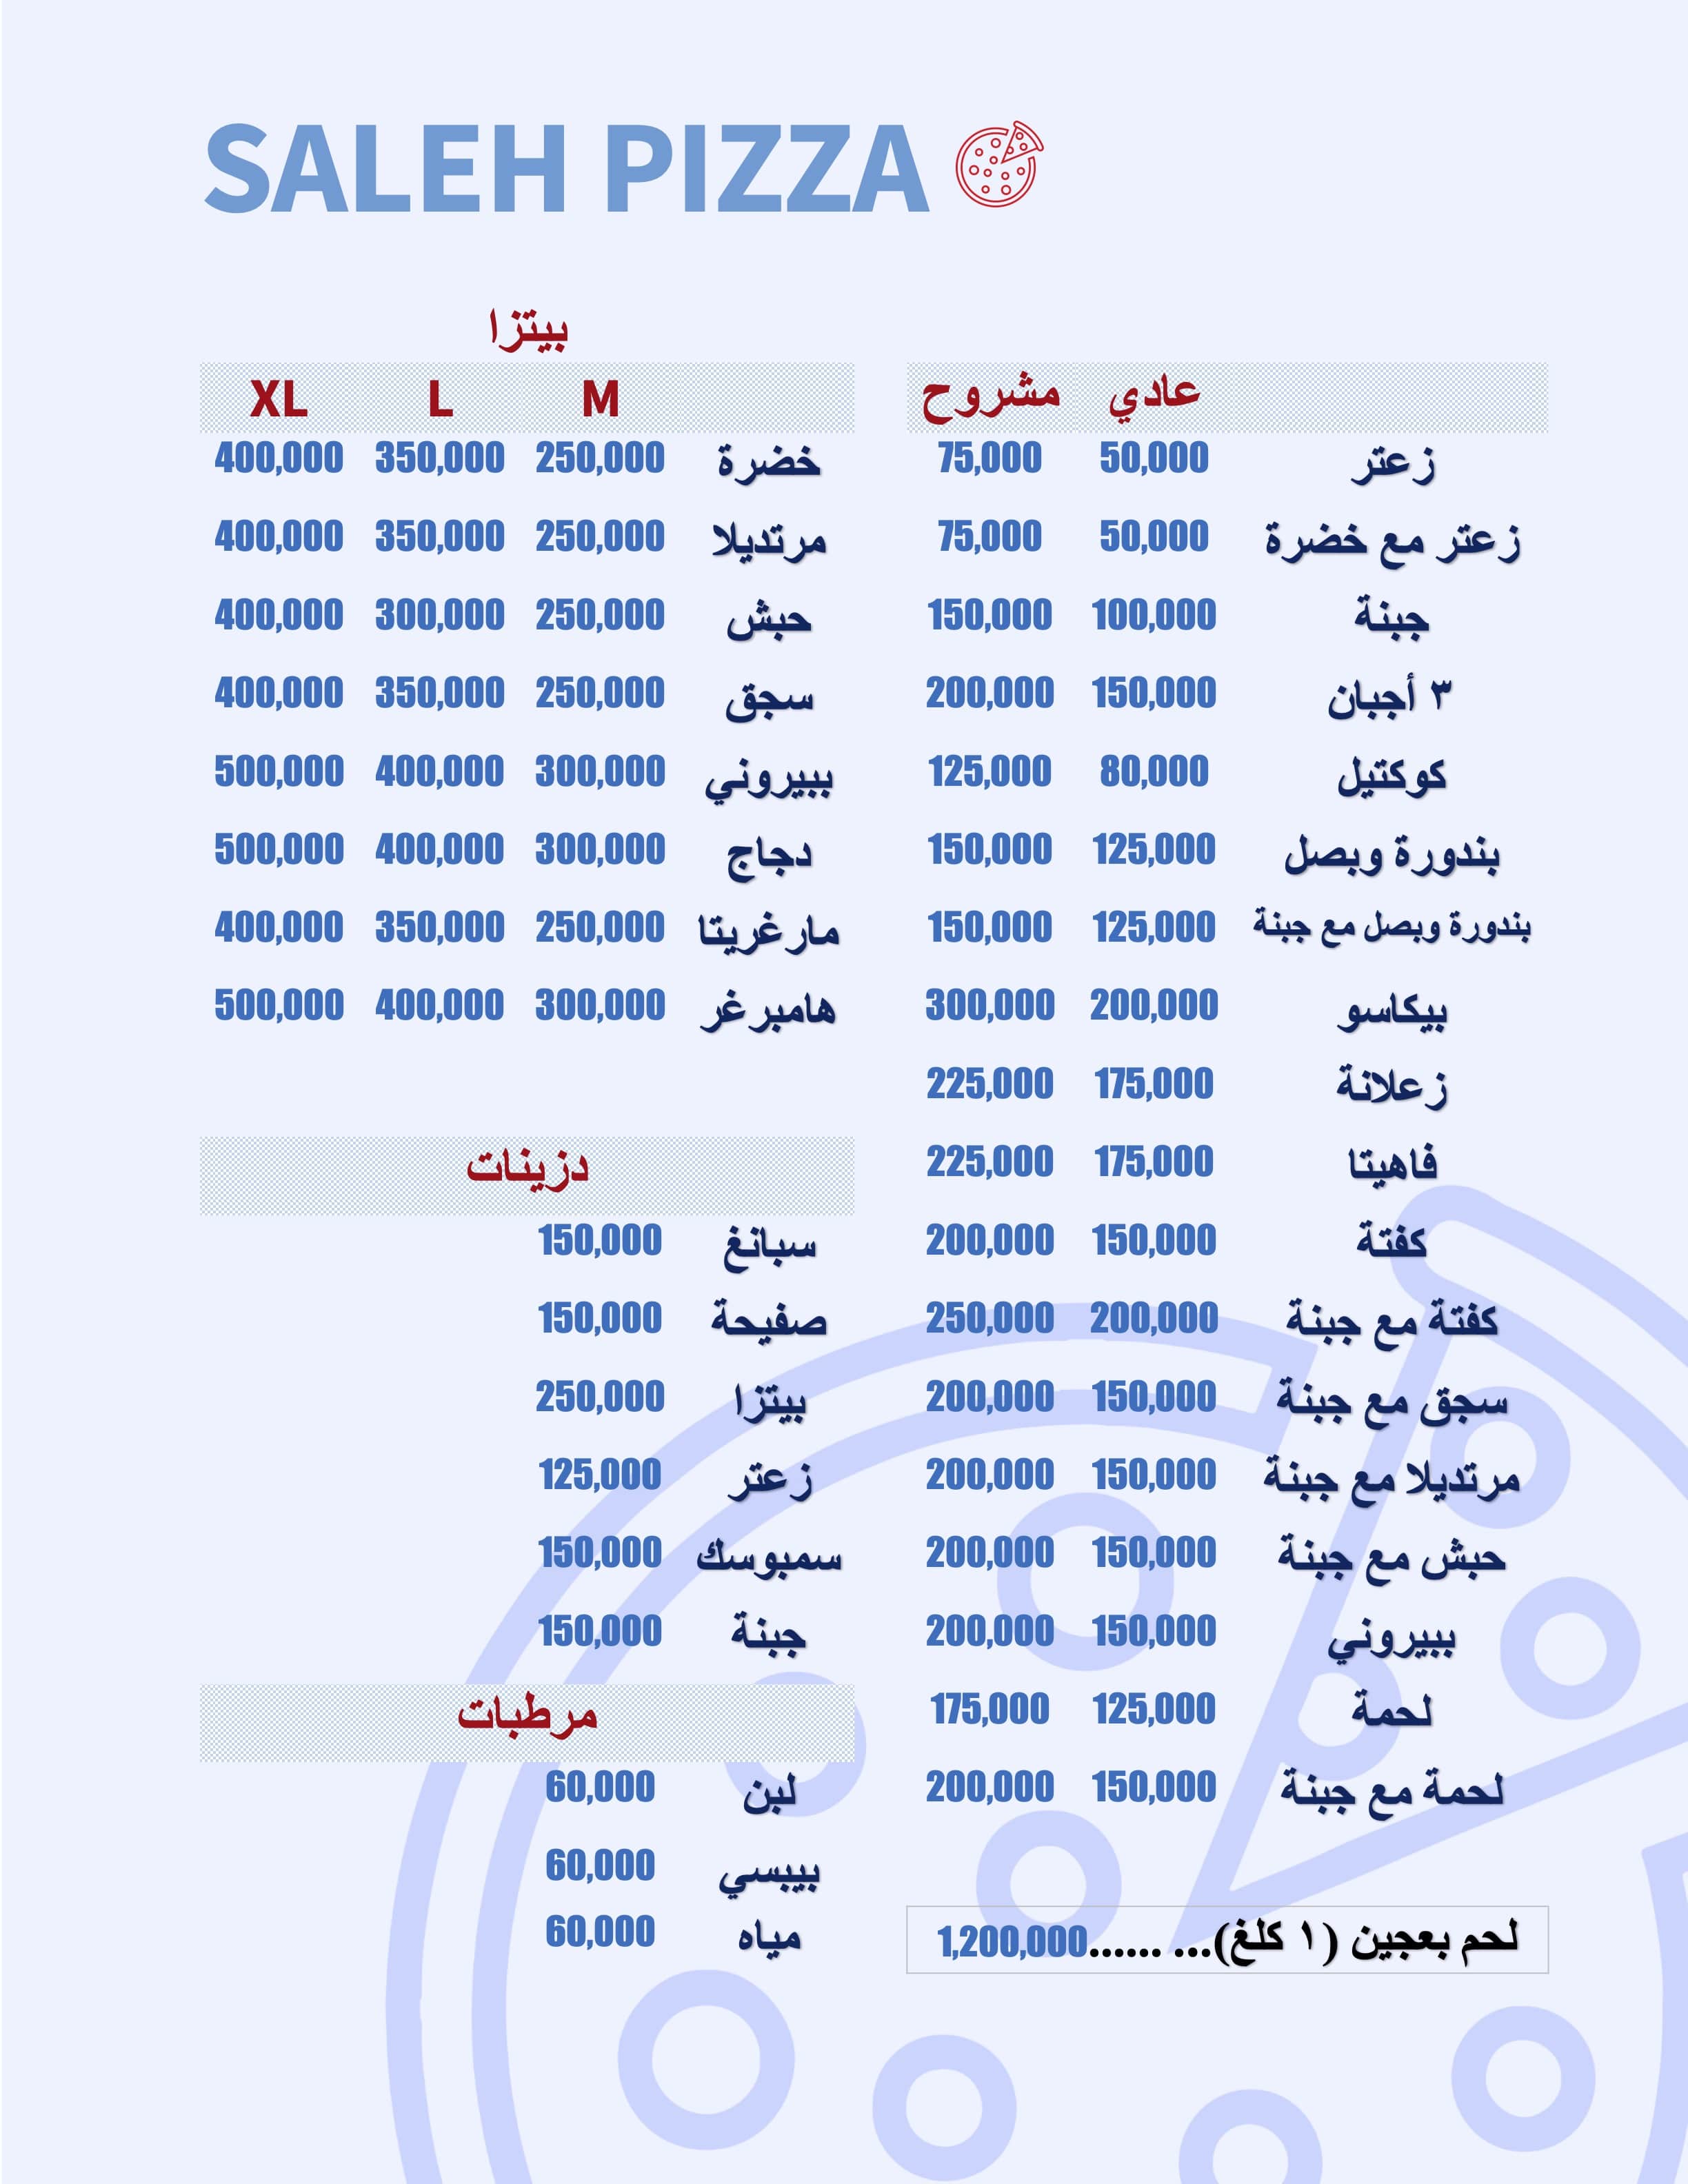 SALEH PIZZA
عادي مشروح
زعتر 50,000 75,000
زعتر مع خضرة 50,000 75,000
جبنة 100,000 150,000
٣ أجبان 150,000 200,000
كوكتيل 80,000 125,000
بندورة وبصل 125,000 150,000
بندورة وبصل مع جبنة 125,000 150,000
بيكاسو 200,000 300,000
زعلانة 175,000 225,000
فاهيتا 175,000 225,000
كفتة 150,000 200,000
كفتة مع جبنة 200,000 250,000
سجق مع جبنة 150,000 200,000
مرتديلا مع جبنة 150,000 200,000
حبش مع جبنة 150,000 200,000
ببيروني 150,000 200,000
لحمة 125,000 175,000
لحمة مع جبنة 150,000 200,000
لحم بعجين (١ كلغ)... ......1,200,000
بيتزا
M L XL
خضرة 250,000 350,000 400,000
مرتديلا 250,000 350,000 400,000
حبش 250,000 300,000 400,000
سجق 250,000 350,000 400,000
ببيروني 300,000 400,000 500,000
دجاج 300,000 400,000 500,000
مارغريتا 250,000 350,000 400,000
هامبرغر 300,000 400,000 500,000
دزينات
سبانغ 150,000
صفيحة 150,000
بيتزا 250,000
زعتر 125,000
سمبوسك 150,000
جبنة 150,000
مرطبات
لبن 60,000
بيبسي 60,000
مياه 60,000